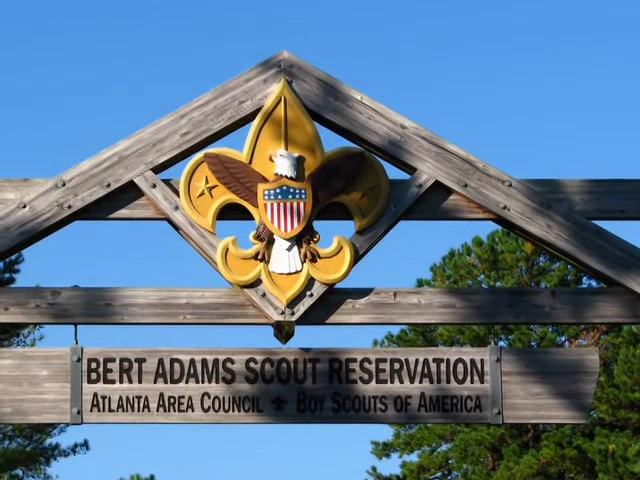 BERT ADAMS SCOUT RESERVATION
ATLANTA AREA COUNCIL BOY SCOUTS OF AMERICA